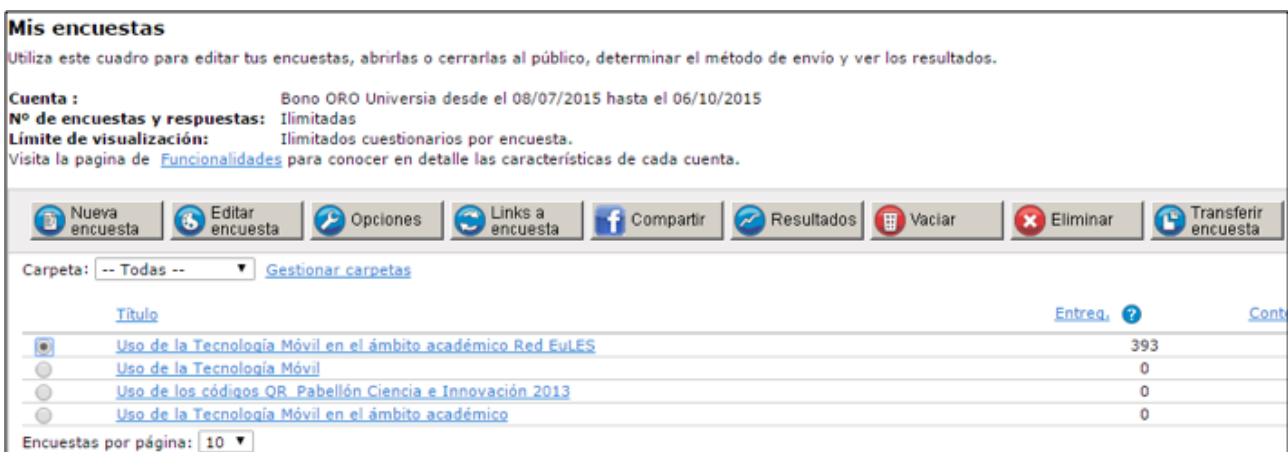 Mis encuestas
Utiliza este cuadro para editar tus encuestas, abrirlas o cerrarlas al público, determinar el método de envío y ver los resultados.
Cuenta : Bono ORO Universia desde el 08/07/2015 hasta el 06/10/2015
Nº de encuestas y respuestas: Ilimitadas
Límite de visualización: Ilimitados cuestionarios por encuesta.
Visita la pagina de Funcionalidades para conocer en detalle las características de cada cuenta.
Nueva encuesta Editar encuesta Opciones Links a encuesta Compartir Resultados Vaciar Eliminar Transferir encuesta
Carpeta: -- Todas -- Gestionar carpetas
Título Entreg. ? Conte
Uso de la Tecnología Móvil en el ámbito académico Red EuLES 393
Uso de la Tecnología Móvil 0
Uso de los códigos QR Pabellón Ciencia e Innovación 2013 0
Uso de la Tecnología Móvil en el ámbito académico 0
Encuestas por página: 10